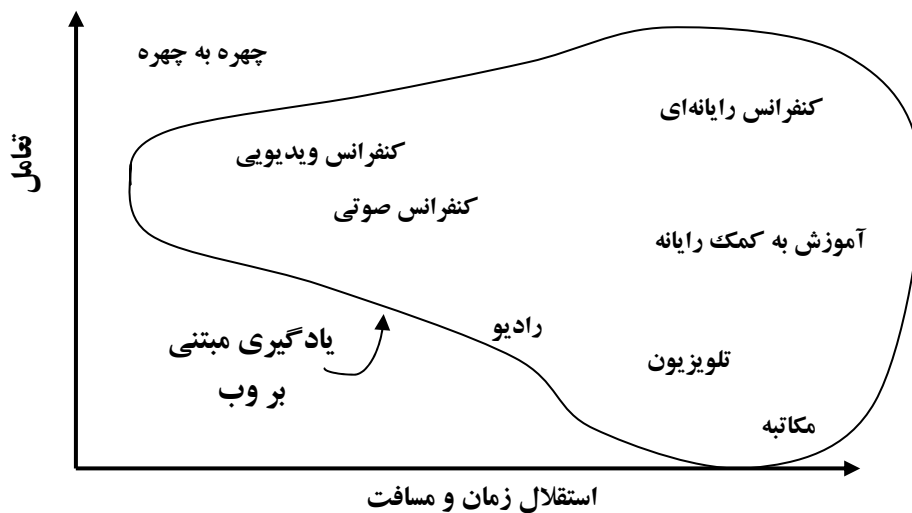 چهره به چهره
تعامل
کنفرانس رایانه‌ای
کنفرانس ویدیویی
کنفرانس صوتی
آموزش به کمک رایانه
رادیو
یادگیری مبتنی
بر وب
تلویزیون
مکاتبه
استقلال زمان و مسافت